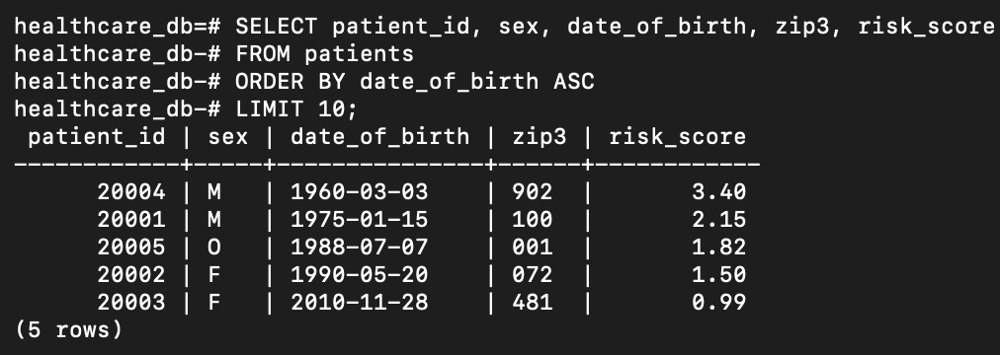 healthcare_db=# SELECT patient_id, sex, date_of_birth, zip3, risk_score
healthcare_db-# FROM patients
healthcare_db-# ORDER BY date_of_birth ASC
healthcare_db-# LIMIT 10;
 patient_id | sex | date_of_birth | zip3 | risk_score
------------+-----+---------------+------+------------
      20004 | M   | 1960-03-03    | 902  |       3.40
      20001 | M   | 1975-01-15    | 100  |       2.15
      20005 | O   | 1988-07-07    | 001  |       1.82
      20002 | F   | 1990-05-20    | 072  |       1.50
      20003 | F   | 2010-11-28    | 481  |       0.99
(5 rows)